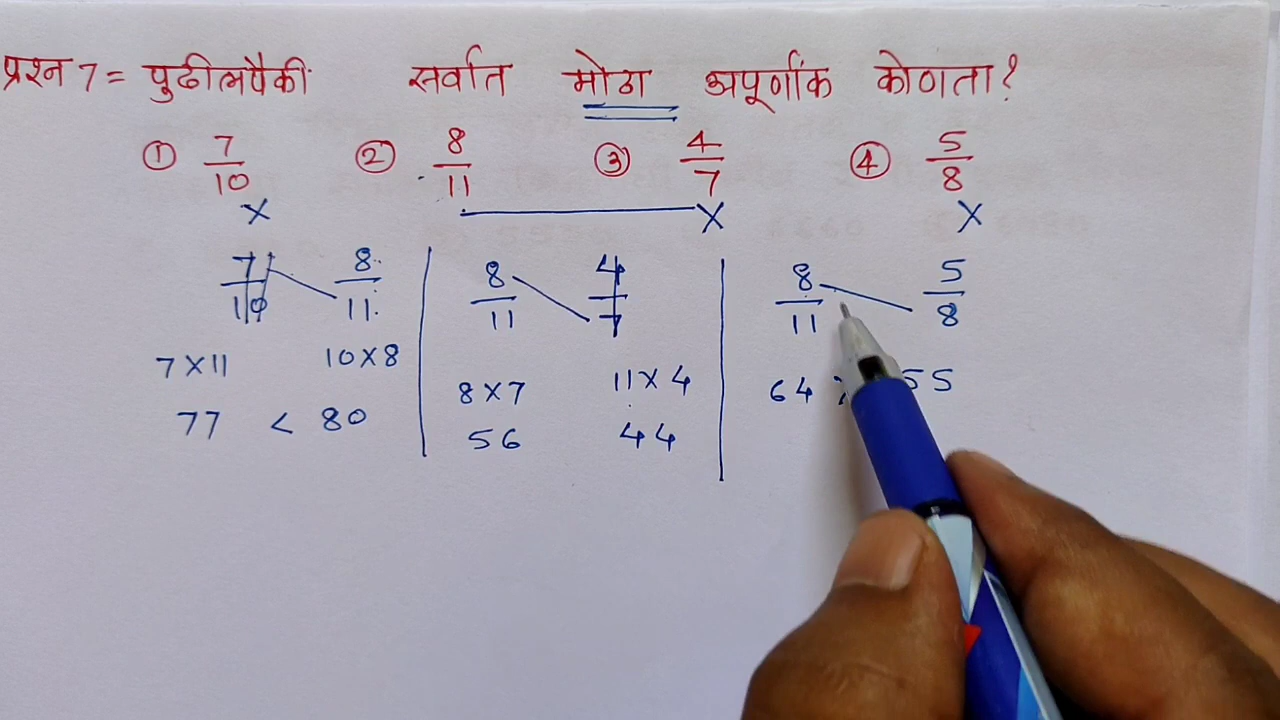 प्रश्न 7 = पुढीलपैकी सर्वात मोठा अपूर्णांक कोणता?
① 7/10 ② 8/11 ③ 4/7 ④ 5/8
X X X
7/10 8/11 8/11 4/7 8/11 5/8
7 X 11 10 X 8 8 X 7 11 X 4 64 55
77 < 80 56 44